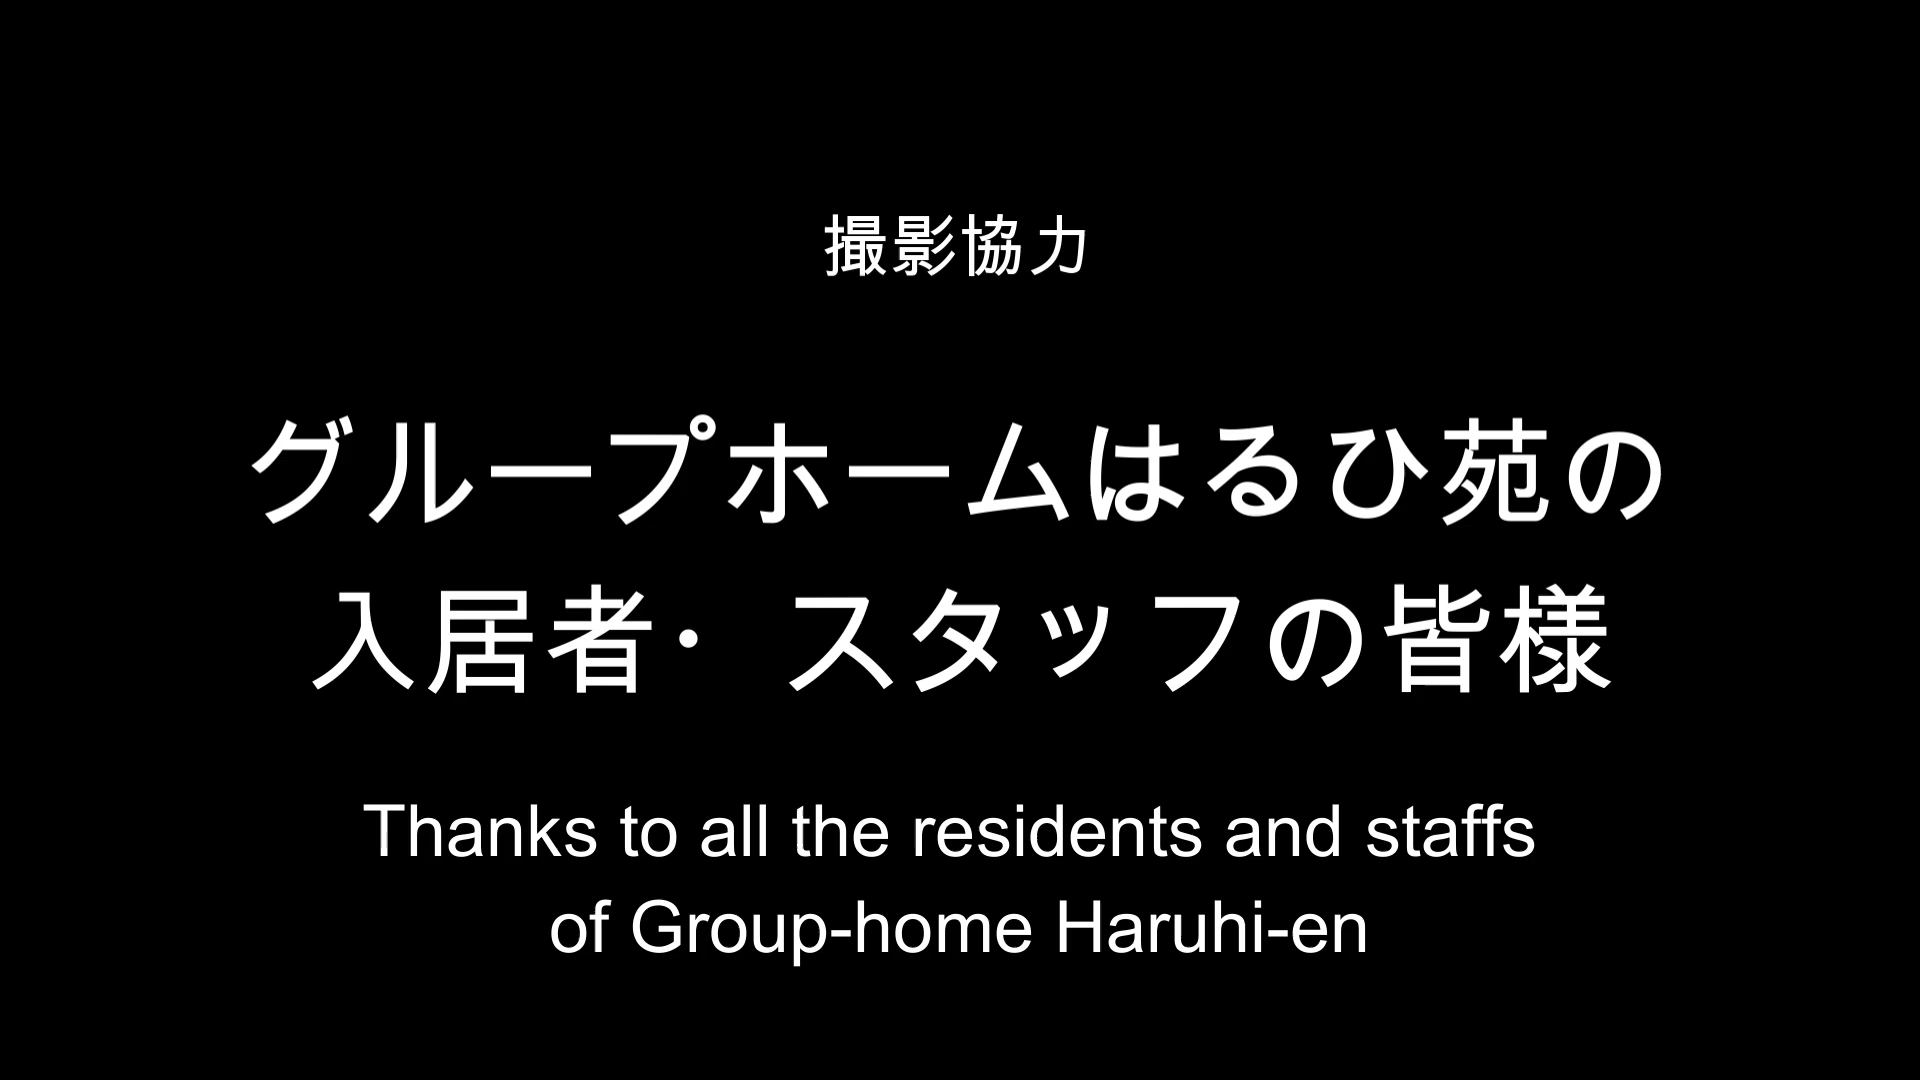 撮影協力
グループホームはるひ苑の
入居者・スタッフの皆様
Thanks to all the residents and staffs
of Group-home Haruhi-en